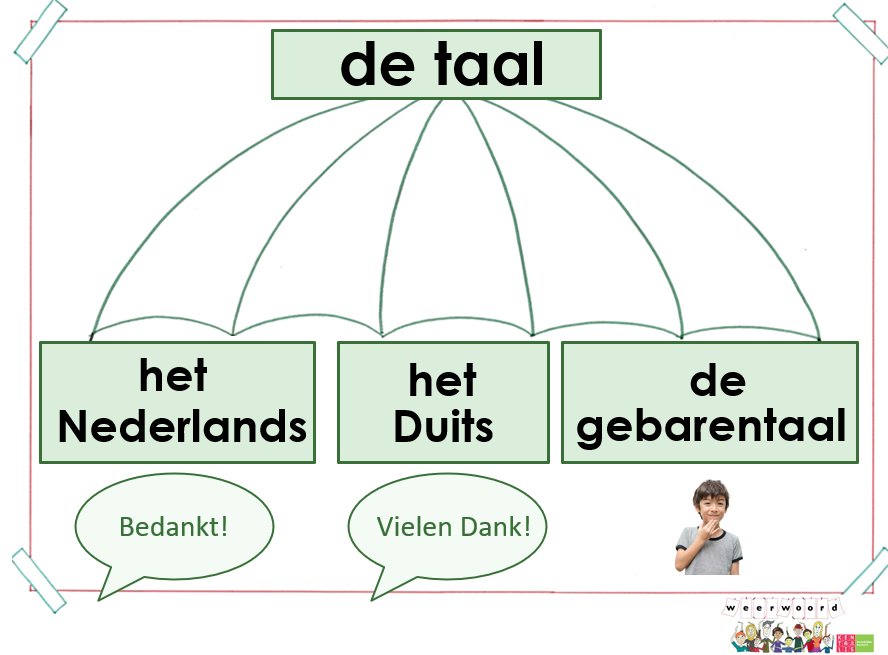 de taal
het
Nederlands
het
Duits
de
gebarentaal
Bedankt!
Vielen Dank!
weerwoord